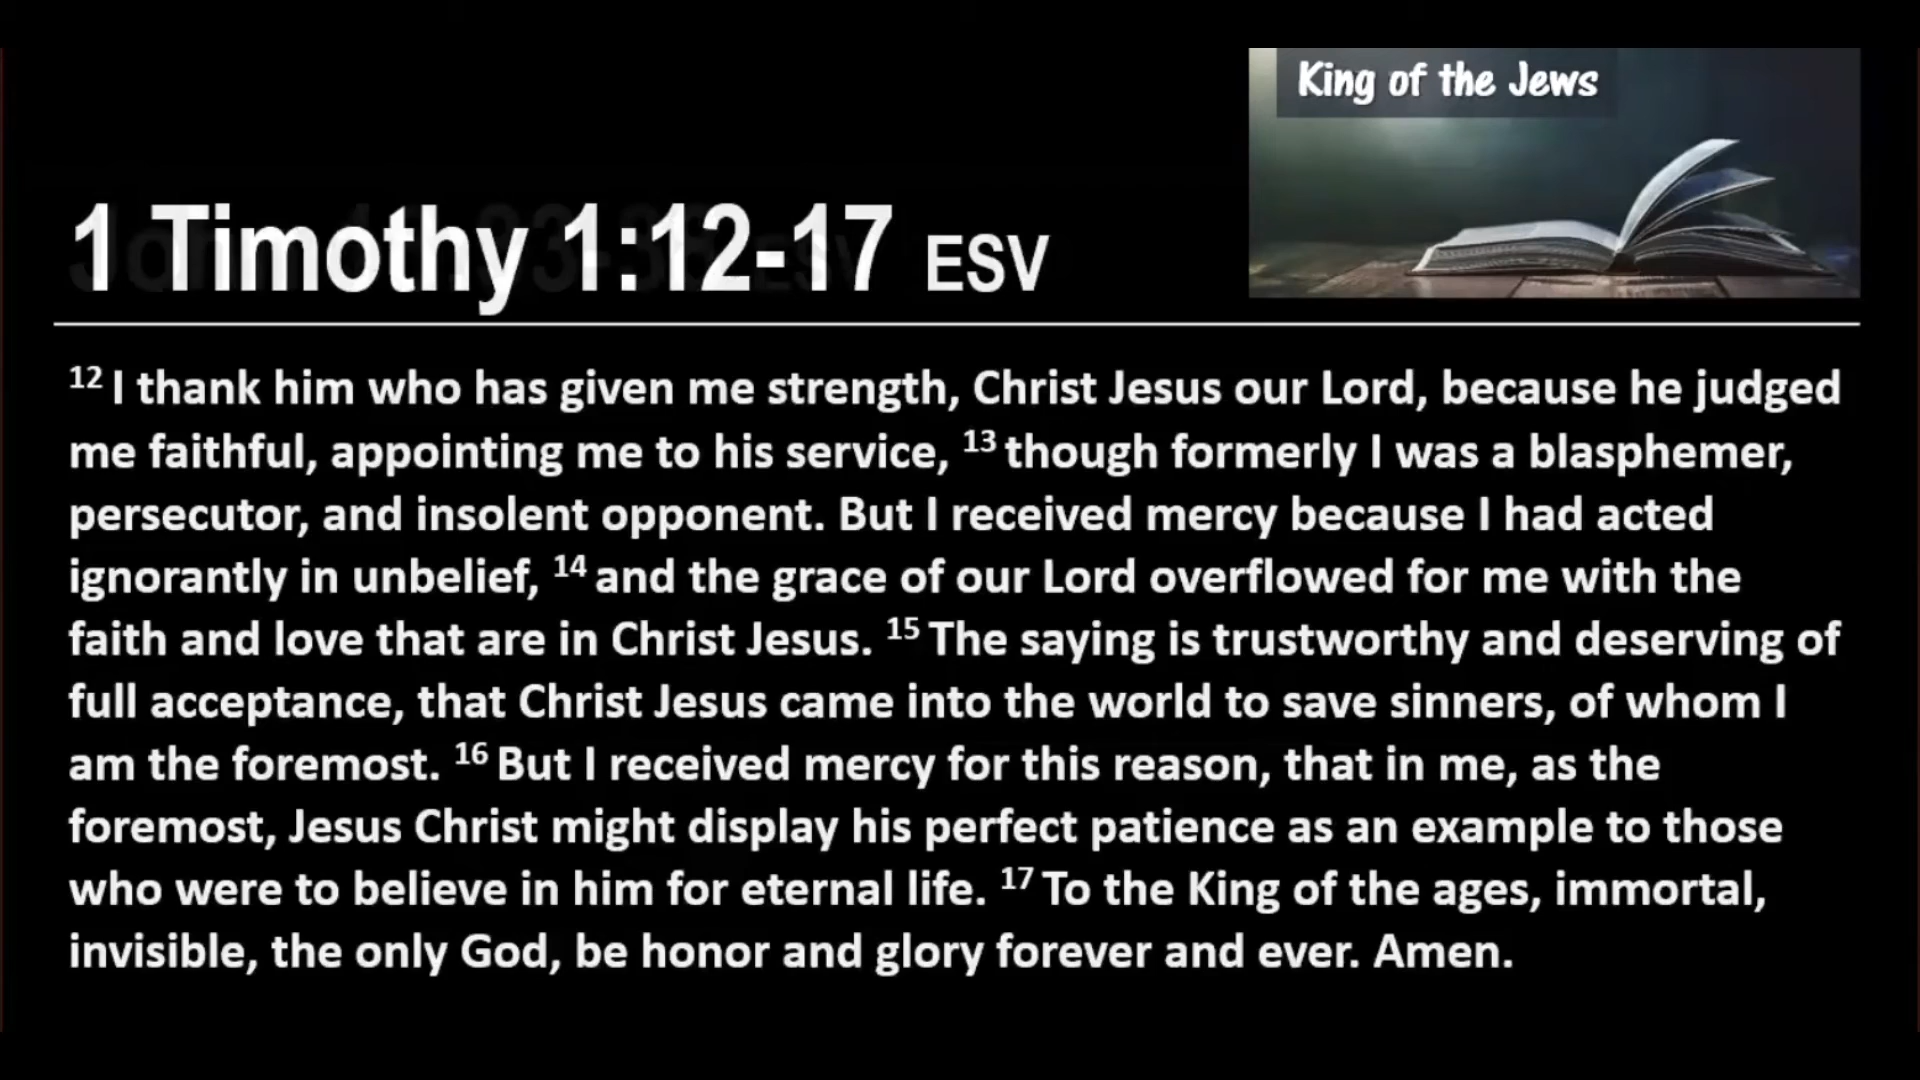 King of the Jews
1 Timothy 1:12-17 ESV
12 I thank him who has given me strength, Christ Jesus our Lord, because he judged
me faithful, appointing me to his service, 13 though formerly I was a blasphemer,
persecutor, and insolent opponent. But I received mercy because I had acted
ignorantly in unbelief, 14 and the grace of our Lord overflowed for me with the
faith and love that are in Christ Jesus. 15 The saying is trustworthy and deserving of
full acceptance, that Christ Jesus came into the world to save sinners, of whom I
am the foremost. 16 But I received mercy for this reason, that in me, as the
foremost, Jesus Christ might display his perfect patience as an example to those
who were to believe in him for eternal life. 17 To the King of the ages, immortal,
invisible, the only God, be honor and glory forever and ever. Amen.